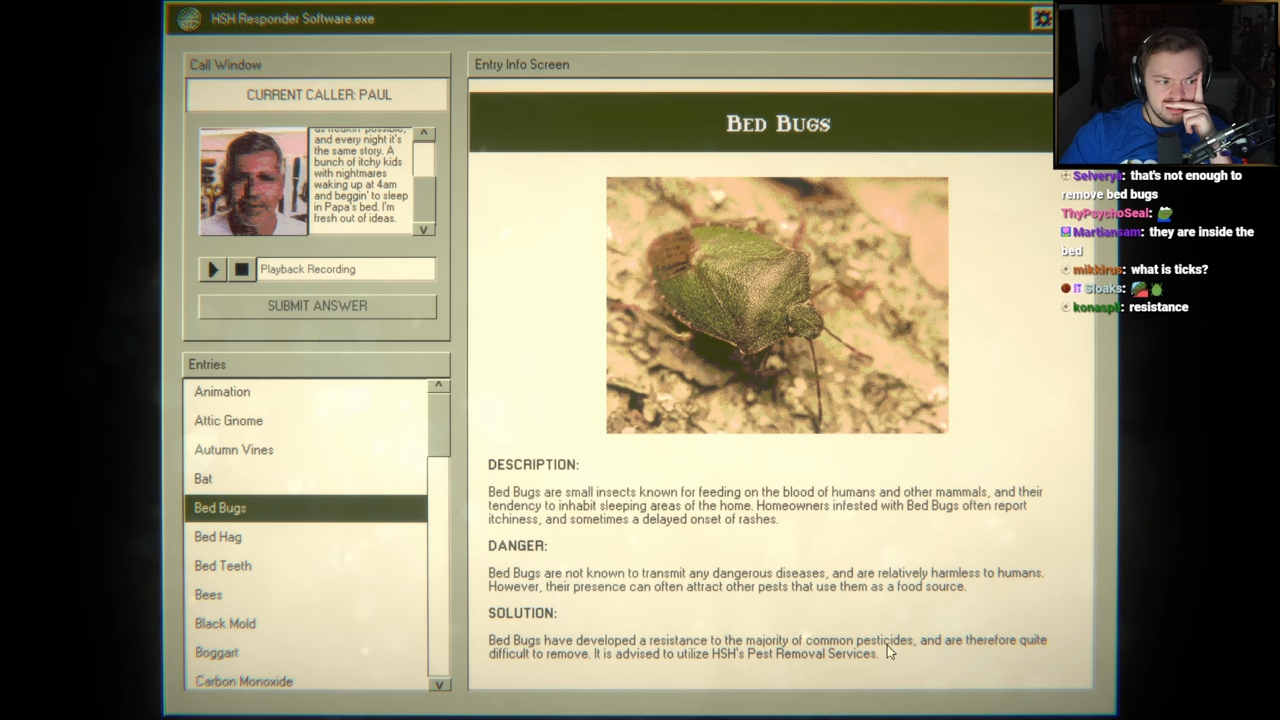 HSH Responder Software.exe
Call Window
CURRENT CALLER: PAUL
as freakin' possible,
and every night it's
the same story. A
bunch of itchy kids
with nightmares
waking up at 4am
and beggin' to sleep
in Papa's bed. I'm
fresh out of ideas.
Playback Recording
SUBMIT ANSWER
Entries
Animation
Attic Gnome
Autumn Vines
Bat
Bed Bugs
Bed Hag
Bed Teeth
Bees
Black Mold
Boggart
Carbon Monoxide
Entry Info Screen
Bed Bugs
DESCRIPTION:
Bed Bugs are small insects known for feeding on the blood of humans and other mammals, and their
tendency to inhabit sleeping areas of the home. Homeowners infested with Bed Bugs often report
itchiness, and sometimes a delayed onset of rashes.
DANGER:
Bed Bugs are not known to transmit any dangerous diseases, and are relatively harmless to humans.
However, their presence can often attract other pests that use them as a food source.
SOLUTION:
Bed Bugs have developed a resistance to the majority of common pesticides, and are therefore quite
difficult to remove. It is advised to utilize HSH's Pest Removal Services.
Selverya: that's not enough to
remove bed bugs
ThyPsychoSeal:
Martiansam: they are inside the
bed
mikkirus: what is ticks?
Sloaks:
konaspli: resistance